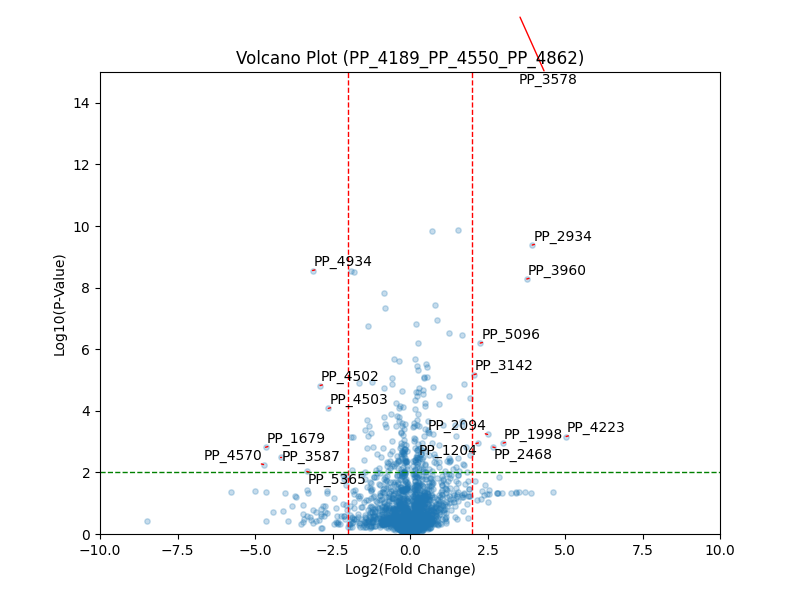 Volcano Plot (PP_4189_PP_4550_PP_4862)
PP_3578
14
12
10
8
6
4
2
0
Log10(P-Value)
PP_2934
PP_4934
PP_3960
PP_5096
PP_3142
PP_4502
PP_4503
PP_2094
PP_4223
PP_1679
PP_1998
PP_4570
PP_3587
PP_1204
PP_2468
PP_5365
−10.0
−7.5
−5.0
−2.5
0.0
2.5
5.0
7.5
10.0
Log2(Fold Change)